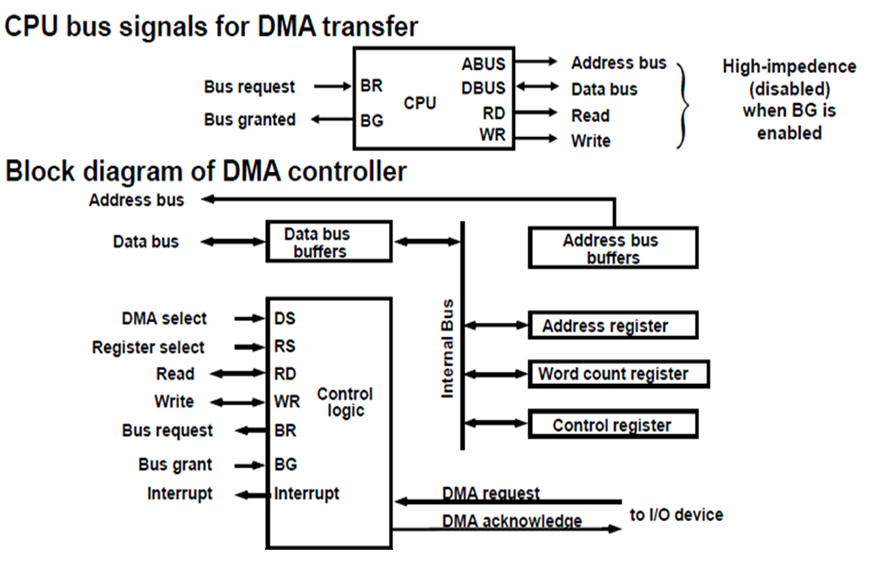 CPU bus signals for DMA transfer
Bus request
Bus granted
BR
BG
CPU
ABUS
DBUS
RD
WR
Address bus
Data bus
Read
Write
High-impedence
(disabled)
when BG is
enabled
Block diagram of DMA controller
Address bus
Data bus
Data bus
buffers
Address bus
buffers
Internal Bus
Address register
Word count register
Control register
DMA select
Register select
Read
Write
Bus request
Bus grant
Interrupt
DS
RS
RD
WR
BR
BG
Interrupt
Control
logic
DMA request
DMA acknowledge
to I/O device